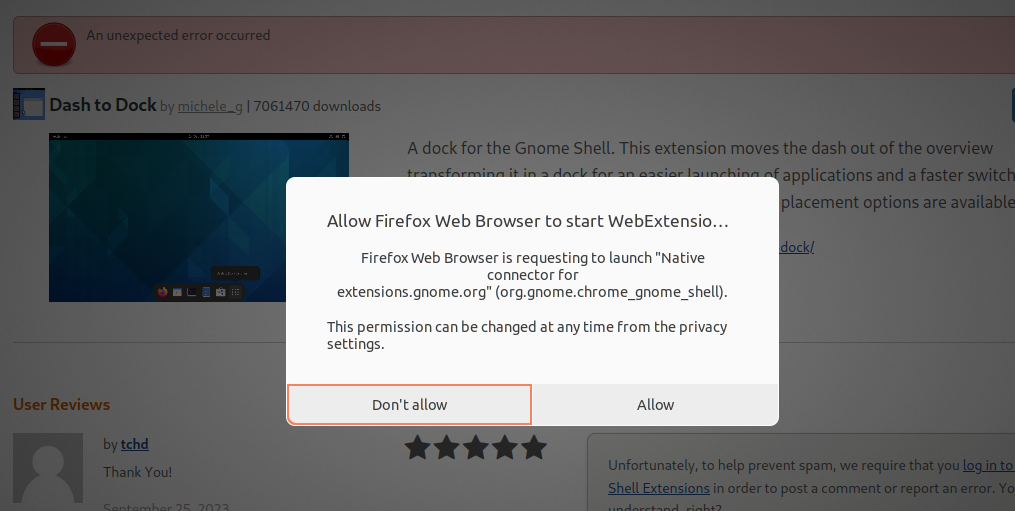 An unexpected error occurred
Dash to Dock by michele_g | 7061470 downloads
A dock for the Gnome Shell. This extension moves the dash out of the overview
transforming it in a dock for an easier launching of applications and a faster switch
placement options are available
dock/
Allow Firefox Web Browser to start WebExtensio…
Firefox Web Browser is requesting to launch "Native
connector for
extensions.gnome.org" (org.gnome.chrome_gnome_shell).
This permission can be changed at any time from the privacy
settings.
Don't allow
Allow
User Reviews
by tchd
Thank You!
September 25, 2023
Unfortunately, to help prevent spam, we require that you log in to
Shell Extensions in order to post a comment or report an error. Yo
understand, right?